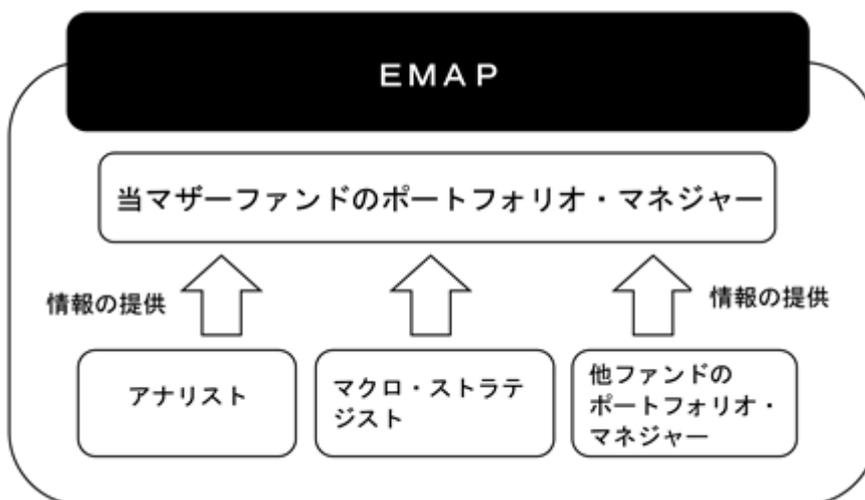 ＥＭＡＰ
当マザーファンドのポートフォリオ・マネジャー
情報の提供
情報の提供
アナリスト
マクロ・ストラテ
ジスト
他ファンドの
ポートフォリオ・
マネジャー